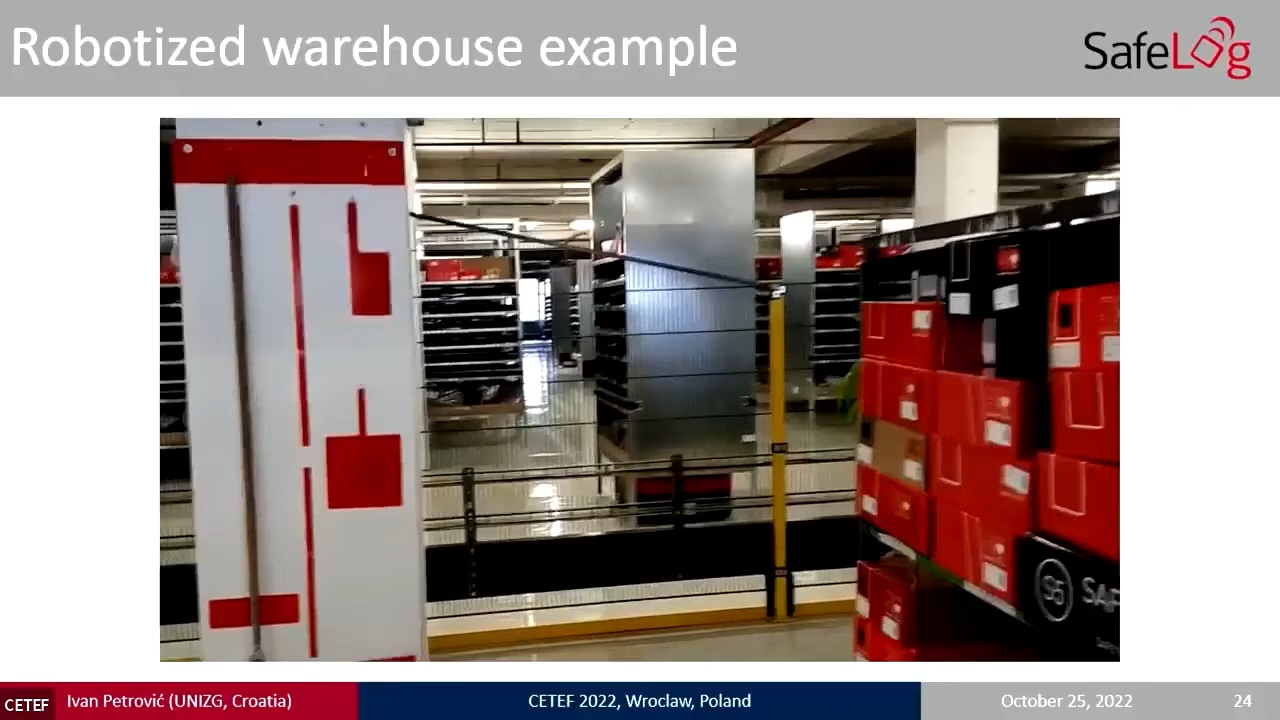 Robotized warehouse example
SafeLog
CETEF
Ivan Petrović (UNIZG, Croatia)
CETEF 2022, Wroclaw, Poland
October 25, 2022
24